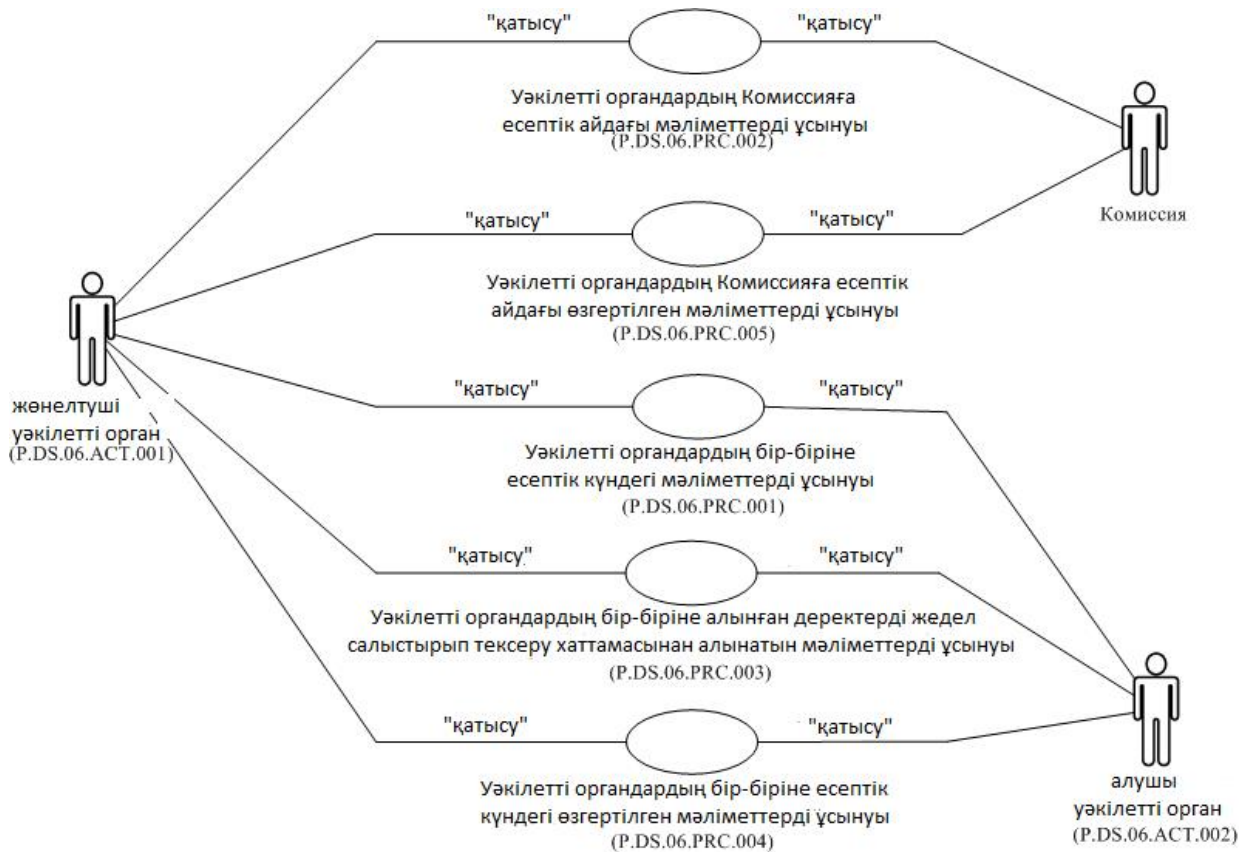 "қатысу" "қатысу"
Уәкілетті органдардың Комиссияға
есептік айдағы мәліметтерді ұсынуы
(P.DS.06.PRC.002)
Комиссия
"қатысу" "қатысу"
Уәкілетті органдардың Комиссияға есептік
айдағы өзгертілген мәліметтерді ұсынуы
(P.DS.06.PRC.005)
жөнелтуші
уәкілетті орган
(P.DS.06.ACT.001)
"қатысу" "қатысу"
Уәкілетті органдардың бір-біріне
есептік күндегі мәліметтерді ұсынуы
(P.DS.06.PRC.001)
"қатысу" "қатысу"
Уәкілетті органдардың бір-біріне алынған деректерді жедел
салыстырып тексеру хаттамасынан алынатын мәліметтерді ұсынуы
(P.DS.06.PRC.003)
"қатысу" "қатысу"
Уәкілетті органдардың бір-біріне есептік
күндегі өзгертілген мәліметтерді ұсынуы
(P.DS.06.PRC.004)
алушы
уәкілетті орган
(P.DS.06.ACT.002)